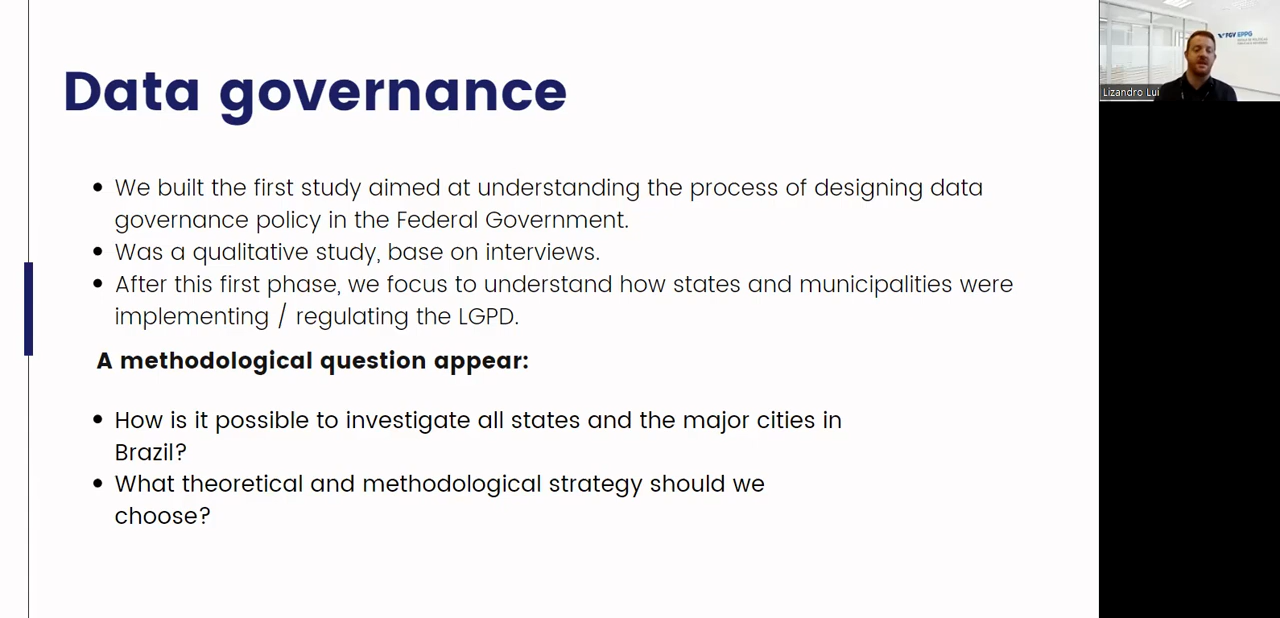 Data governance
We built the first study aimed at understanding the process of designing data
governance policy in the Federal Government.
Was a qualitative study, base on interviews.
After this first phase, we focus to understand how states and municipalities were
implementing / regulating the LGPD.
A methodological question appear:
How is it possible to investigate all states and the major cities in
Brazil?
What theoretical and methodological strategy should we
choose?
FGV EPPG
Lizandro Lui